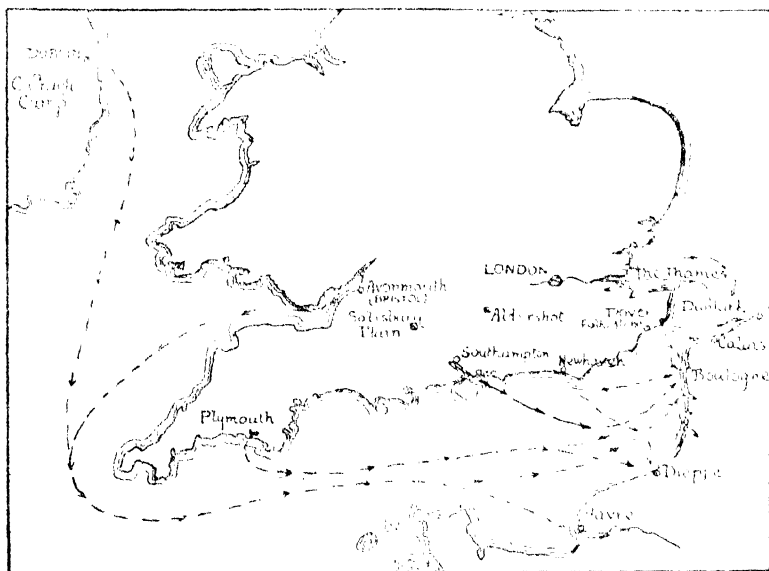 DUBLIN
Camp
LONDON
The Thames
Avonmouth
(BRISTOL)
Salisbury
Plain
Aldershot
Dover
Folkestone
Dunkirk
Calais
Southampton
Newhaven
Boulogne
Plymouth
Dieppe
Havre